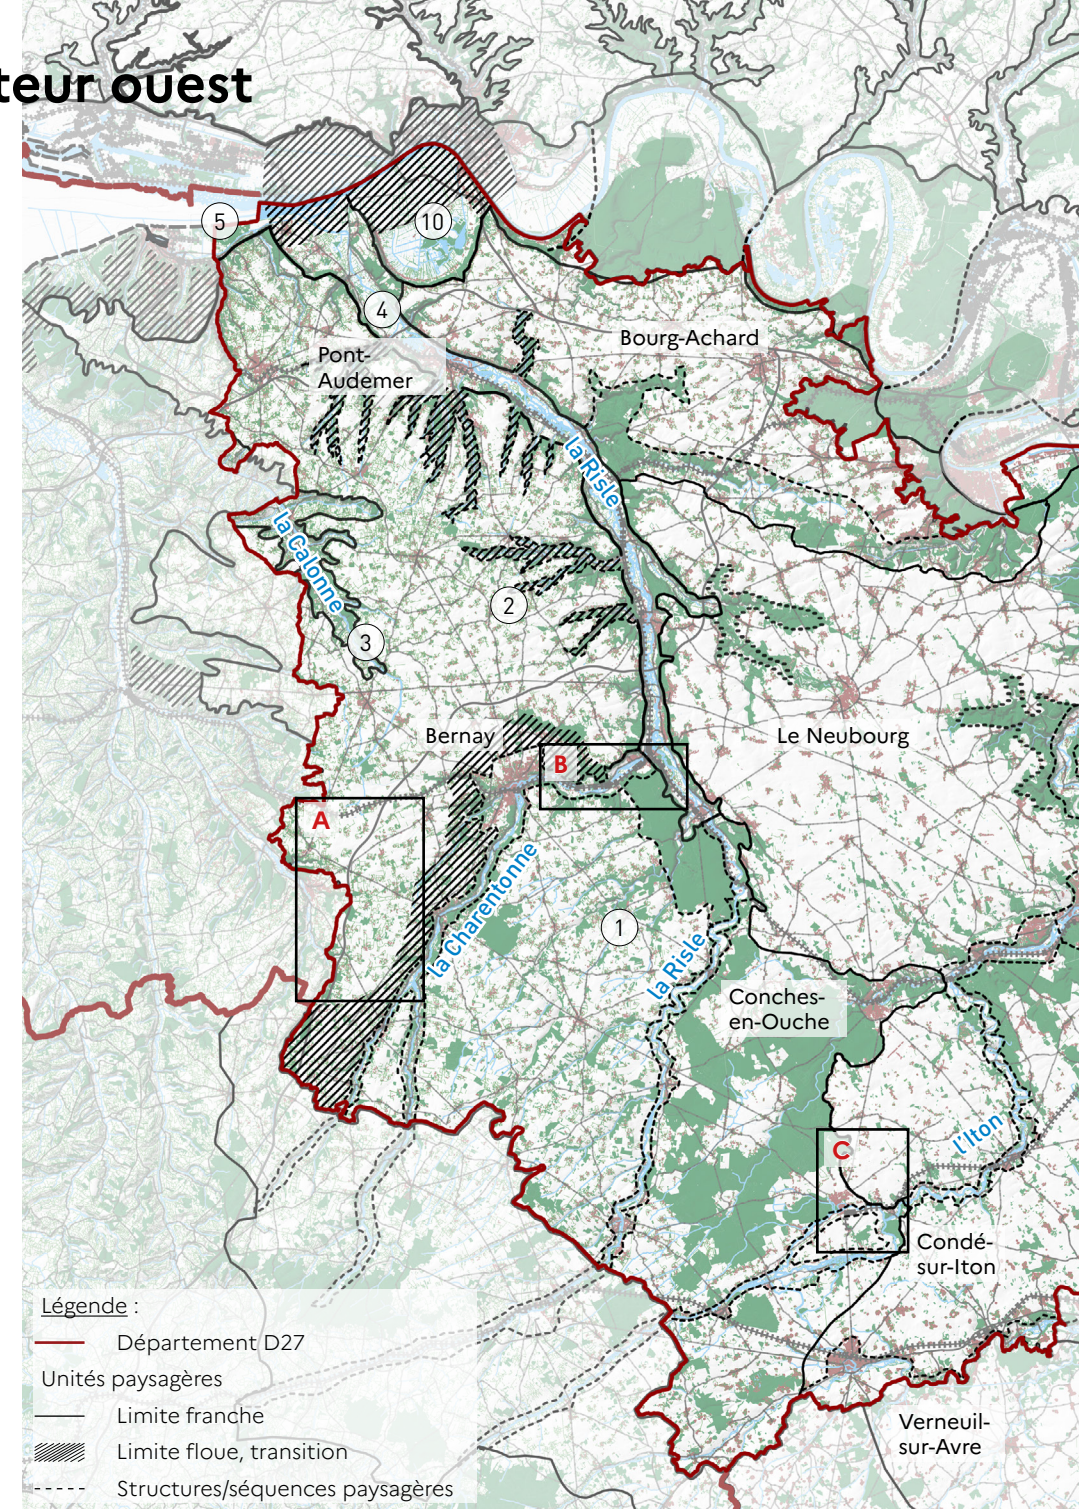 teur ouest
5
10
4
Bourg-Achard
Pont-
Audemer
la Risle
la Calonne
2
3
Bernay
Le Neubourg
B
A
la Charentonne
1
la Risle
Conches-
en-Ouche
l'Iton
C
Condé-
sur-Iton
Verneuil-
sur-Avre
Légende :
Département D27
Unités paysagères
Limite franche
Limite floue, transition
Structures/séquences paysagères